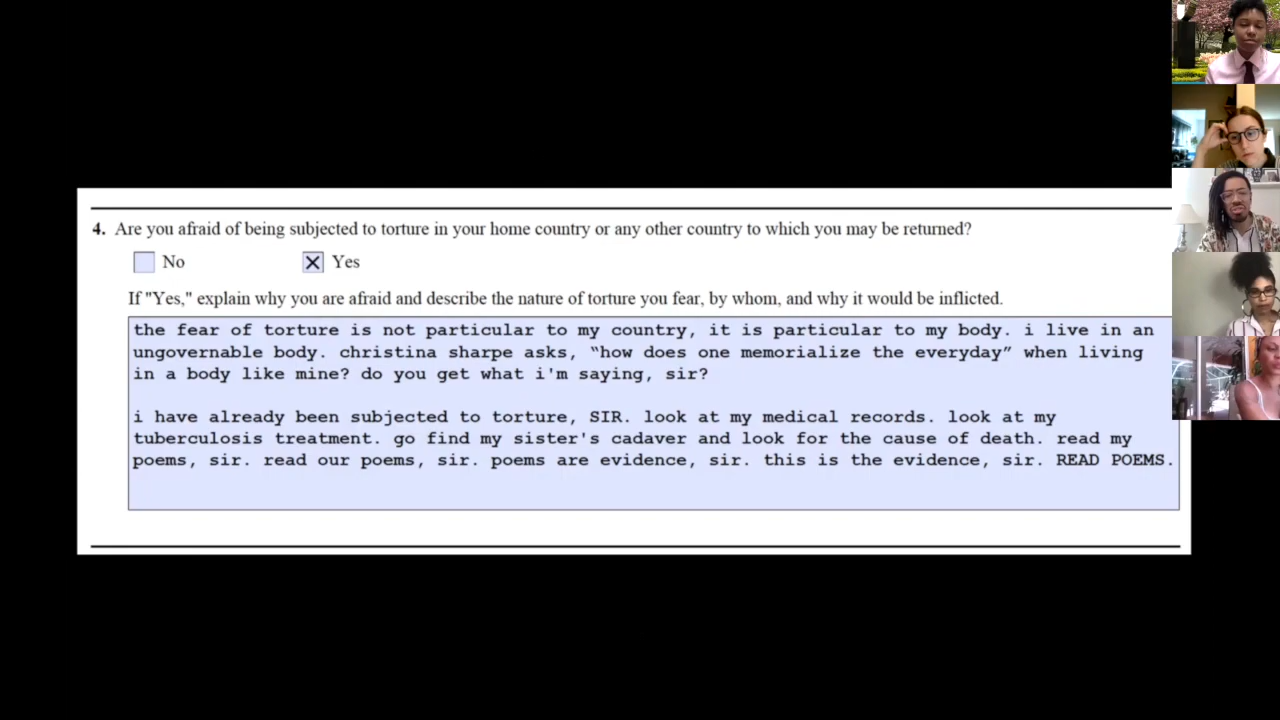 4. Are you afraid of being subjected to torture in your home country or any other country to which you may be returned?
No
Yes
If "Yes," explain why you are afraid and describe the nature of torture you fear, by whom, and why it would be inflicted.
the fear of torture is not particular to my country, it is particular to my body. i live in an
ungovernable body. christina sharpe asks, “how does one memorialize the everyday” when living
in a body like mine? do you get what i'm saying, sir?
i have already been subjected to torture, SIR. look at my medical records. look at my
tuberculosis treatment. go find my sister's cadaver and look for the cause of death. read my
poems, sir. read our poems, sir. poems are evidence, sir. this is the evidence, sir. READ POEMS.